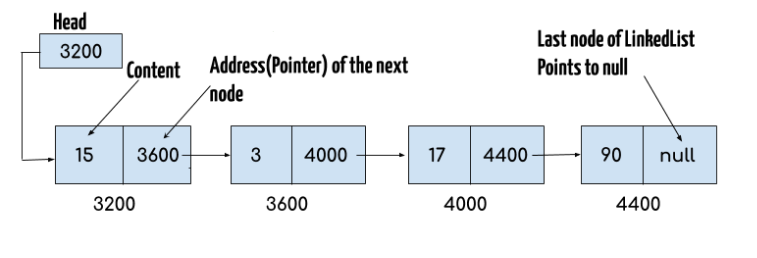 Head
3200
Content
Address(Pointer) of the next
node
Last node of LinkedList
Points to null
15 3600 3 4000 17 4400 90 null
3200 3600 4000 4400